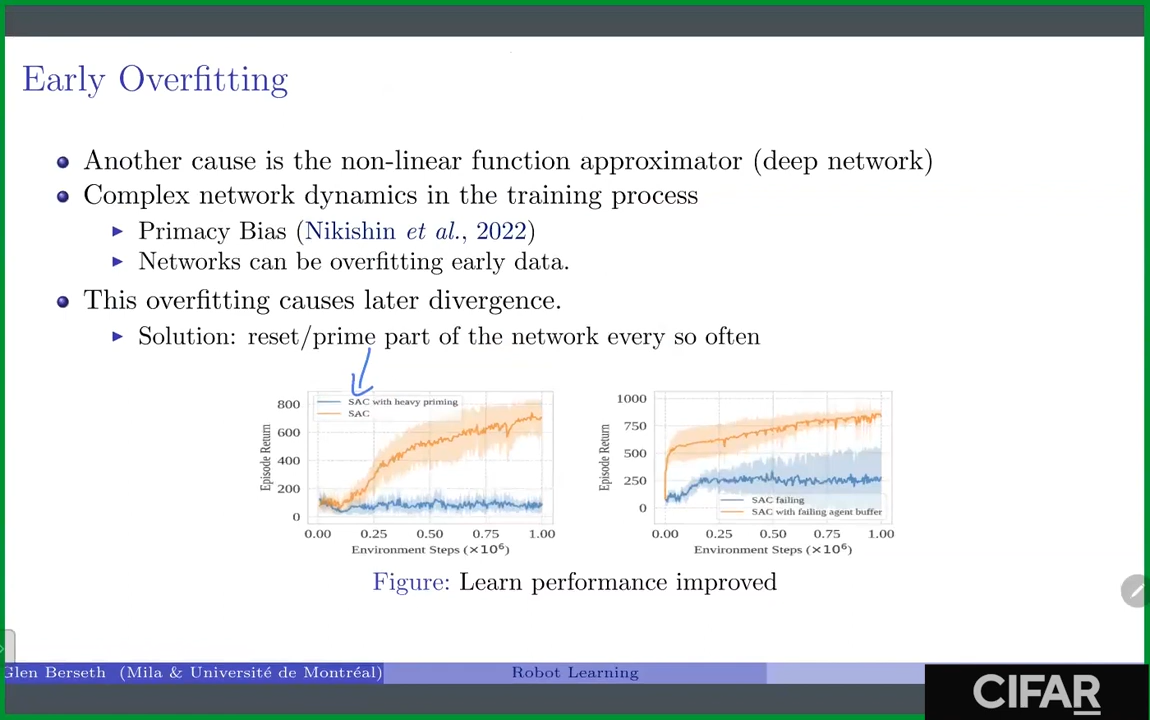 Early Overfitting
Another cause is the non-linear function approximator (deep network)
Complex network dynamics in the training process
Primacy Bias (Nikishin et al., 2022)
Networks can be overfitting early data.
This overfitting causes later divergence.
Solution: reset/prime part of the network every so often
SAC with heavy priming
SAC
800
600
400
200
0
Episode Return
0.00 0.25 0.50 0.75 1.00
Environment Steps (×10⁶)
1000
750
500
250
0
Episode Return
SAC failing
SAC with failing agent buffer
0.00 0.25 0.50 0.75 1.00
Environment Steps (×10⁶)
Figure: Learn performance improved
Glen Berseth (Mila & Université de Montréal)
Robot Learning
CIFAR